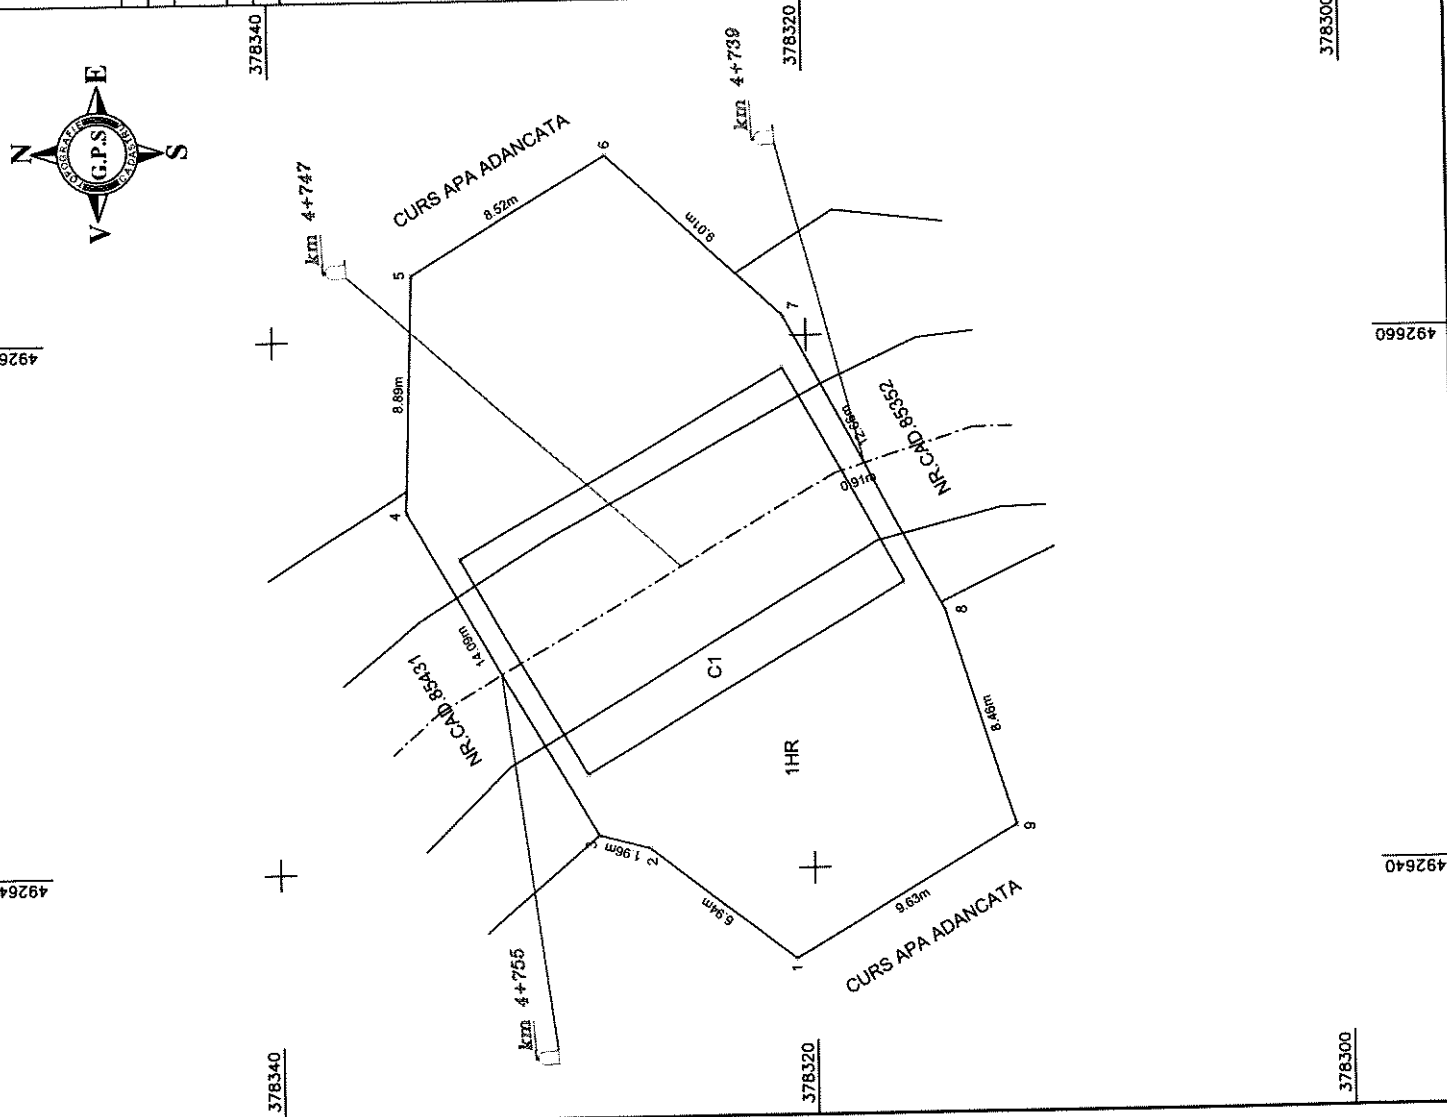 378340
378320
378300
N
V
E
S
TOPOGRAFIE
G.P.S
CADASTRU
km 4+747
km 4+739
CURS APA ADANCATA
8.52m
6
5
9.01m
7
8.89m
4
492660
12.66m
NR.CAD.85352
0.91m
14.09m
NR.CAD.85431
C1
8
8.46m
1HR
3
1.96m
2
6.94m
9
9.63m
1
CURS APA ADANCATA
492640
km 4+755
378340
378320
378300